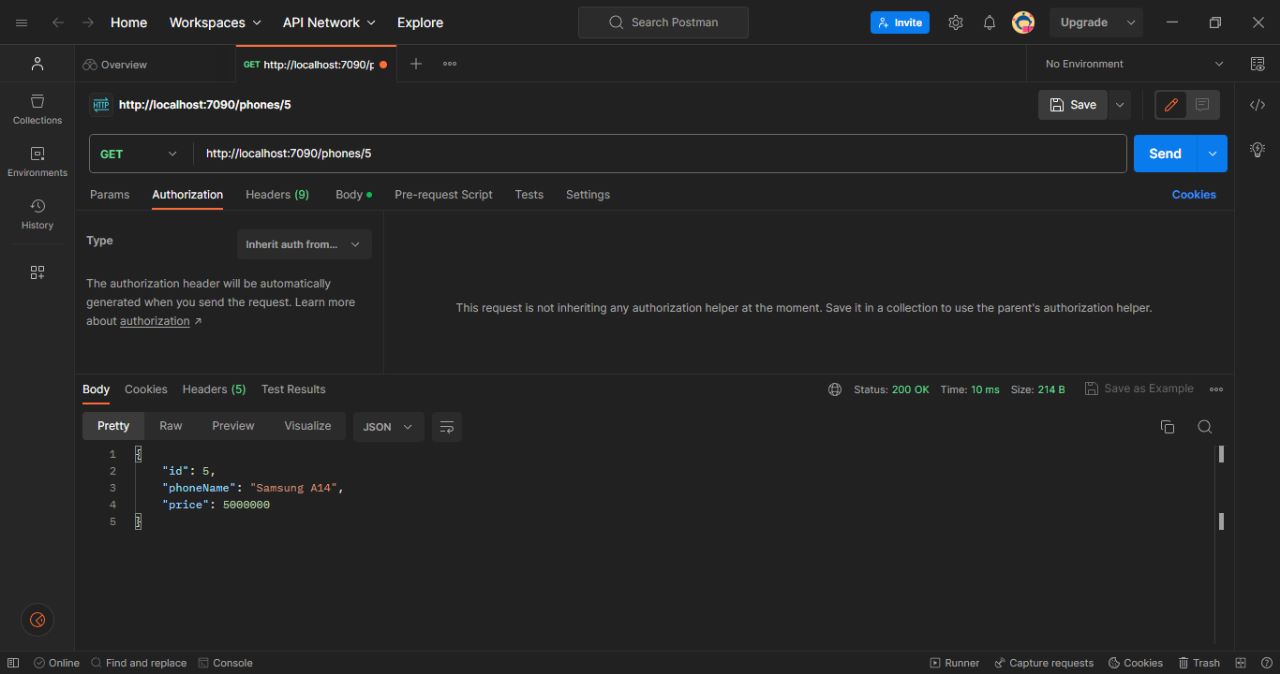 Home Workspaces API Network Explore Search Postman Invite Upgrade
Overview GET http://localhost:7090/p No Environment
HTTP http://localhost:7090/phones/5 Save
Collections
GET http://localhost:7090/phones/5 Send
Environments
Params Authorization Headers (9) Body Pre-request Script Tests Settings Cookies
History
Type Inherit auth from...
The authorization header will be automatically
generated when you send the request. Learn more
about authorization ↗
This request is not inheriting any authorization helper at the moment. Save it in a collection to use the parent's authorization helper.
Body Cookies Headers (5) Test Results Status: 200 OK Time: 10 ms Size: 214 B Save as Example
Pretty Raw Preview Visualize JSON
1 {
2 "id": 5,
3 "phoneName": "Samsung A14",
4 "price": 5000000
5 }
Online Find and replace Console Runner Capture requests Cookies Trash